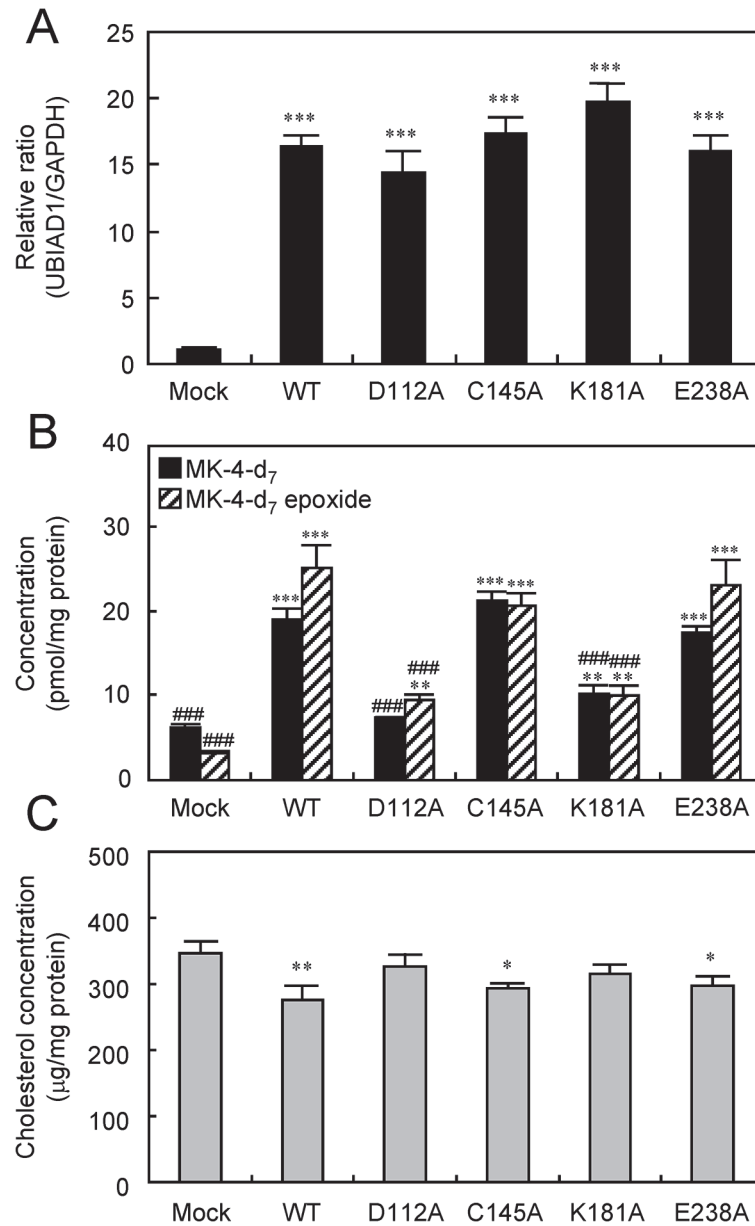 A
Relative ratio
(UBIAD1/GAPDH)
25
20
15
10
5
0
***
***
***
***
***
Mock WT D112A C145A K181A E238A
B
Concentration
(pmol/mg protein)
40
30
20
10
0
MK-4-d7
MK-4-d7 epoxide
### ###
*** ***
### ### **
*** ***
### ###
** **
*** ***
Mock WT D112A C145A K181A E238A
C
Cholesterol concentration
(μg/mg protein)
500
400
300
200
100
0
** * *
Mock WT D112A C145A K181A E238A